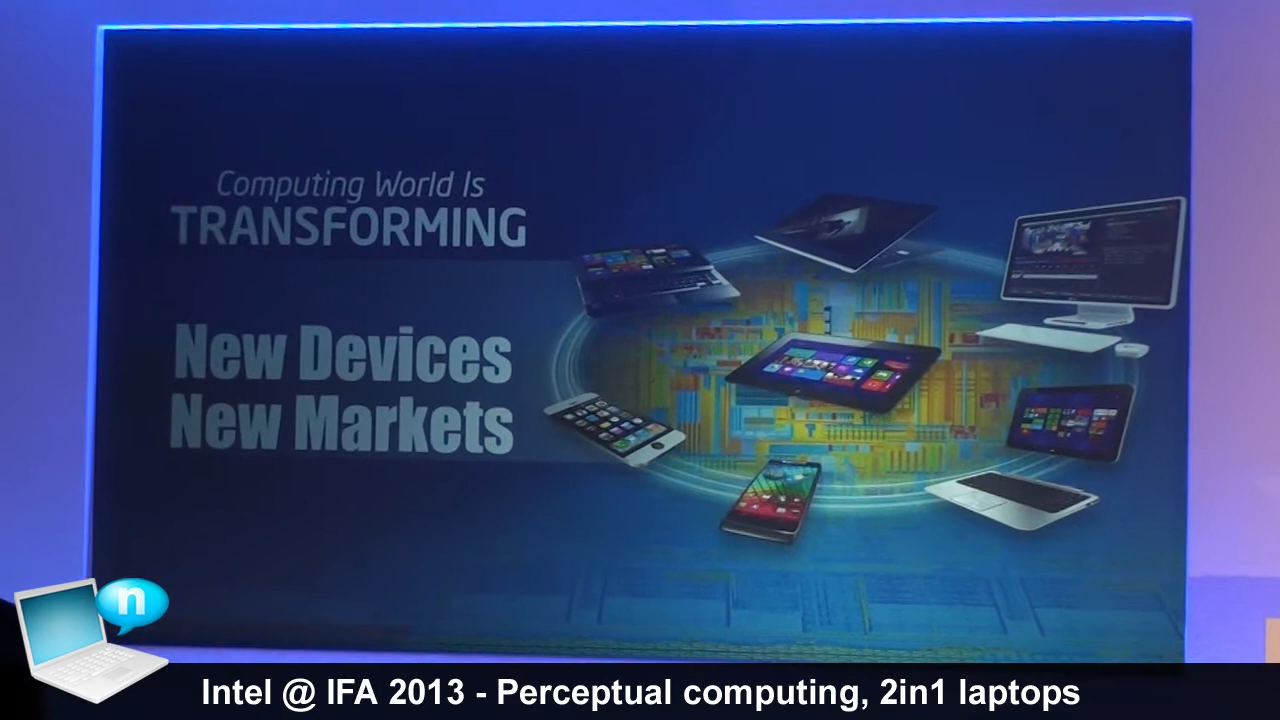 Computing World Is
TRANSFORMING
New Devices
New Markets
n
Intel @ IFA 2013 - Perceptual computing, 2in1 laptops